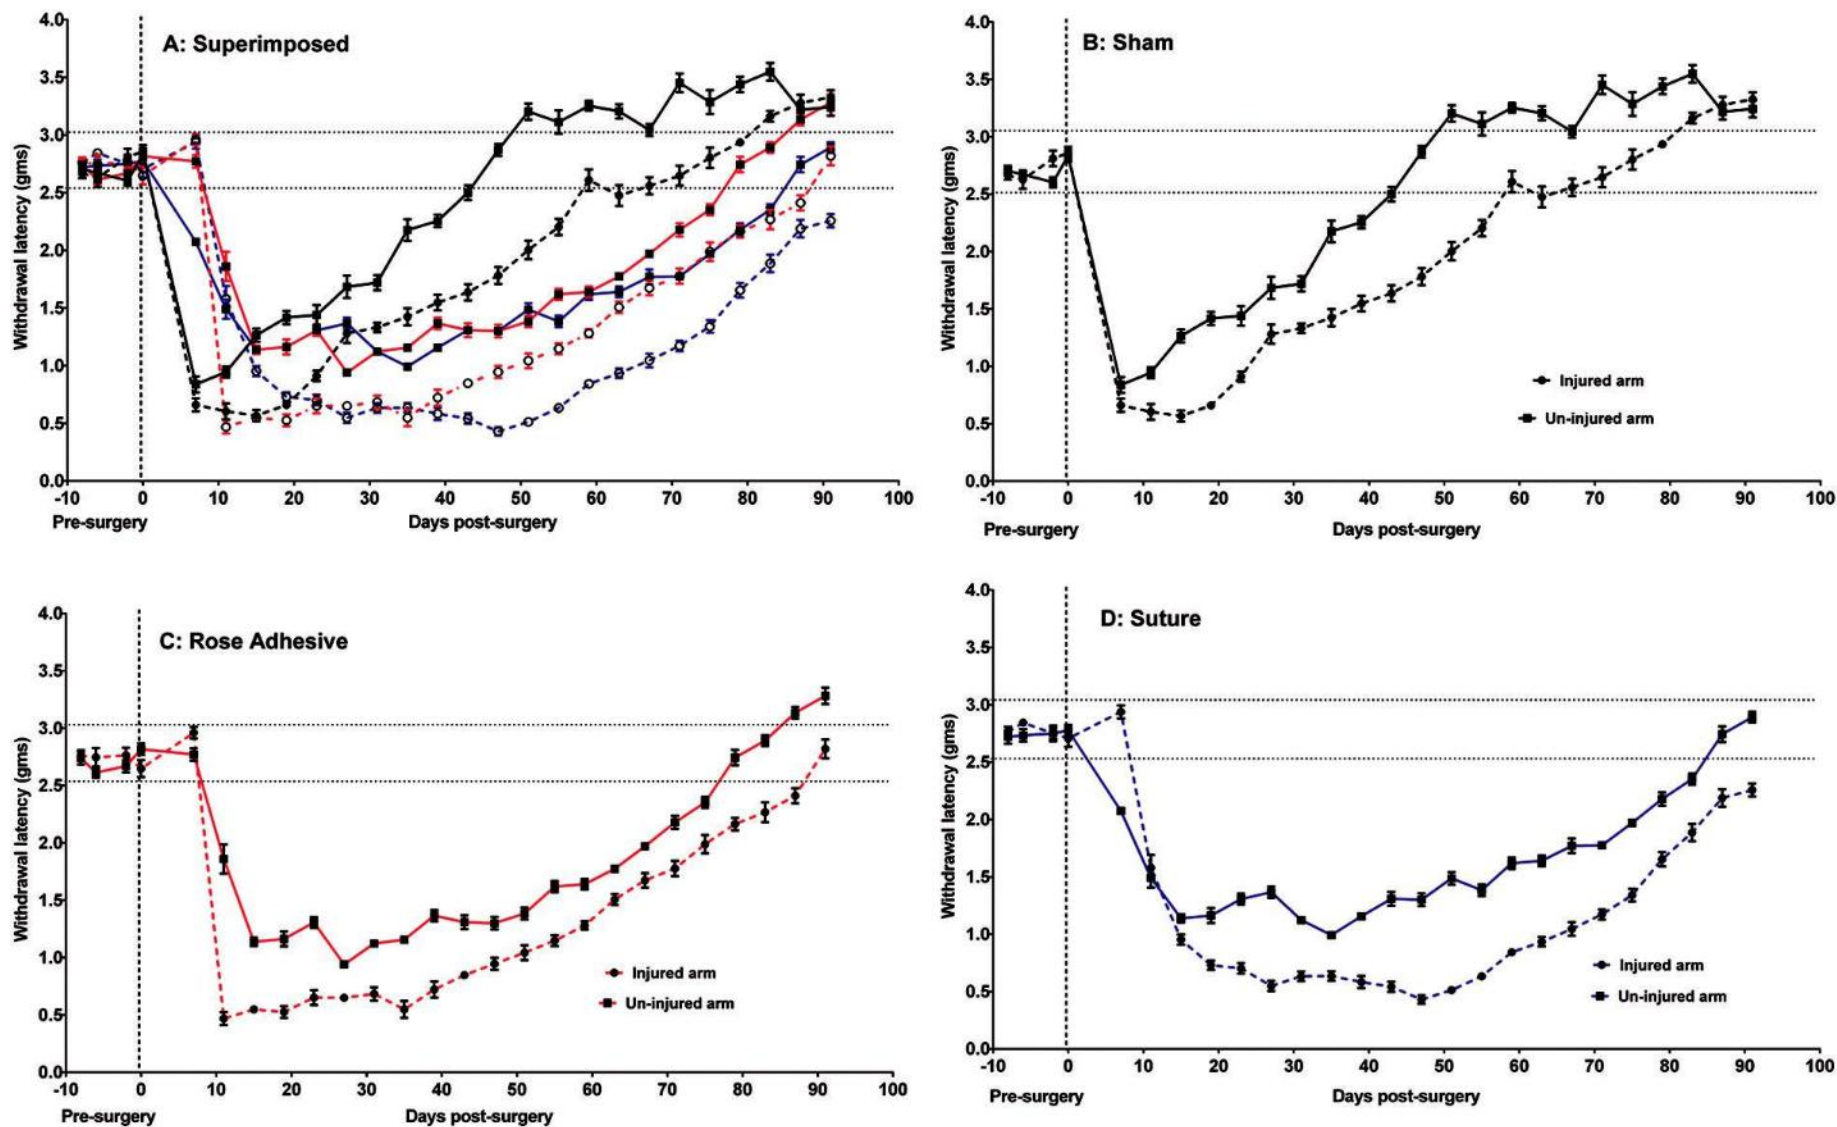 A: Superimposed
4.0
3.5
3.0
2.5
2.0
1.5
1.0
0.5
0.0
Withdrawal latency (gms)
-10 0 10 20 30 40 50 60 70 80 90 100
Pre-surgery Days post-surgery
B: Sham
4.0
3.5
3.0
2.5
2.0
1.5
1.0
0.5
0.0
Withdrawal latency (gms)
Injured arm
Un-injured arm
-10 0 10 20 30 40 50 60 70 80 90 100
Pre-surgery Days post-surgery
C: Rose Adhesive
4.0
3.5
3.0
2.5
2.0
1.5
1.0
0.5
0.0
Withdrawal latency (gms)
Injured arm
Un-injured arm
-10 0 10 20 30 40 50 60 70 80 90 100
Pre-surgery Days post-surgery
D: Suture
4.0
3.5
3.0
2.5
2.0
1.5
1.0
0.5
0.0
Withdrawal latency (gms)
Injured arm
Un-injured arm
-10 0 10 20 30 40 50 60 70 80 90 100
Pre-surgery Days post-surgery